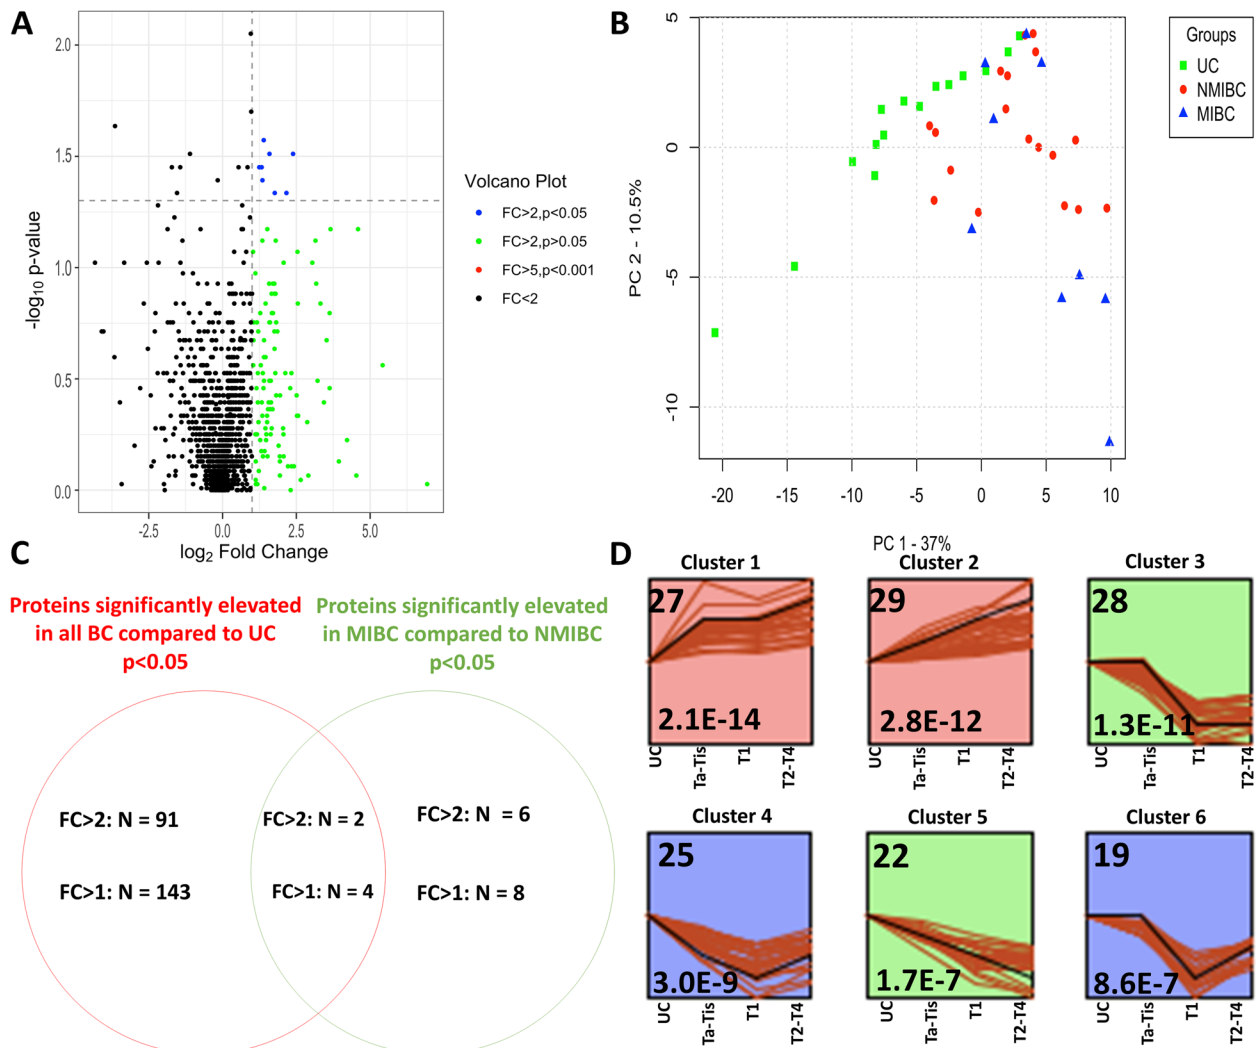 A
2.0
1.5
1.0
0.5
0.0
-log10 p-value
-2.5 0.0 2.5 5.0
log2 Fold Change
Volcano Plot
FC>2,p<0.05
FC>2,p>0.05
FC>5,p<0.001
FC<2
B
5
0
-5
-10
PC 2 - 10.5%
-20 -15 -10 -5 0 5 10
PC 1 - 37%
Groups
UC
NMIBC
MIBC
C
Proteins significantly elevated
in all BC compared to UC
p<0.05
Proteins significantly elevated
in MIBC compared to NMIBC
p<0.05
FC>2: N = 91
FC>2: N = 2
FC>2: N = 6
FC>1: N = 143
FC>1: N = 4
FC>1: N = 8
D
Cluster 1
27
2.1E-14
UC
Ta-Tis
T1
T2-T4
Cluster 2
29
2.8E-12
UC
Ta-Tis
T1
T2-T4
Cluster 3
28
1.3E-11
UC
Ta-Tis
T1
T2-T4
Cluster 4
25
3.0E-9
UC
Ta-Tis
T1
T2-T4
Cluster 5
22
1.7E-7
UC
Ta-Tis
T1
T2-T4
Cluster 6
19
8.6E-7
UC
Ta-Tis
T1
T2-T4